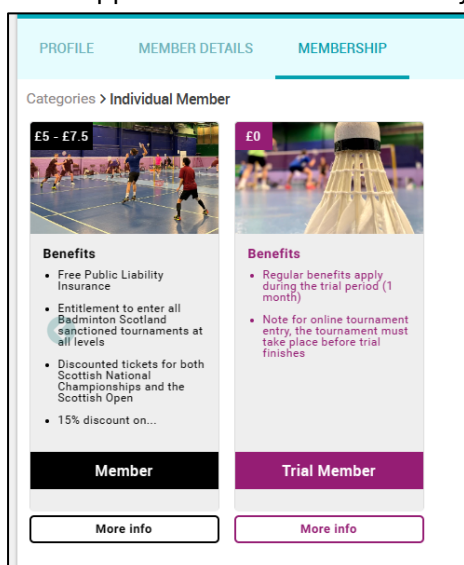 PROFILE MEMBER DETAILS MEMBERSHIP
Categories > Individual Member
£5 - £7.5
Benefits
• Free Public Liability
Insurance
• Entitlement to enter all
Badminton Scotland
sanctioned tournaments at
all levels
• Discounted tickets for both
Scottish National
Championships and the
Scottish Open
• 15% discount on...
Member
More info
£0
Benefits
• Regular benefits apply
during the trial period (1
month)
• Note for online tournament
entry, the tournament must
take place before trial
finishes
Trial Member
More info